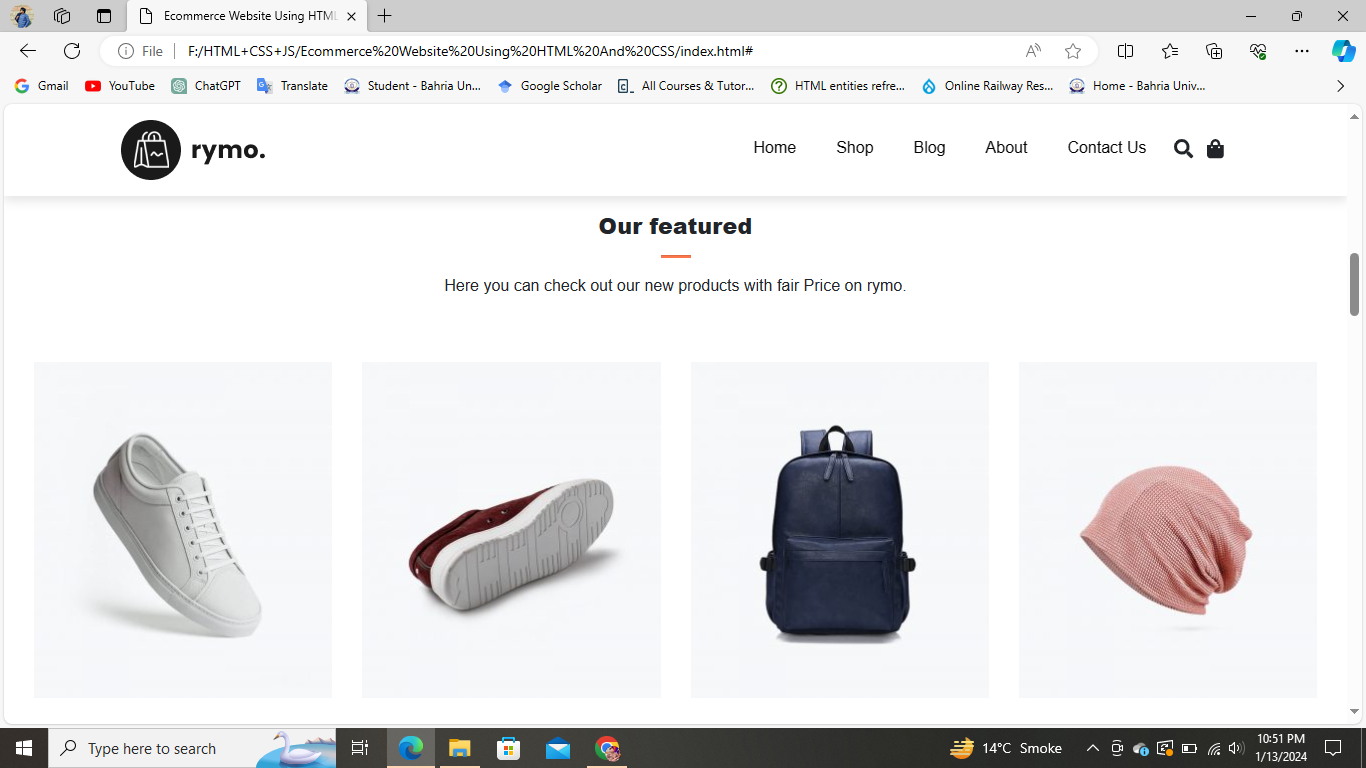 Ecommerce Website Using HTML
File
F:/HTML+CSS+JS/Ecommerce%20Website%20Using%20HTML%20And%20CSS/index.html#
Gmail YouTube ChatGPT Translate Student - Bahria Un... Google Scholar All Courses & Tutor... HTML entities refre... Online Railway Res... Home - Bahria Univ...
rymo.
Home Shop Blog About Contact Us
Our featured
Here you can check out our new products with fair Price on rymo.
Type here to search
14°C Smoke
10:51 PM
1/13/2024